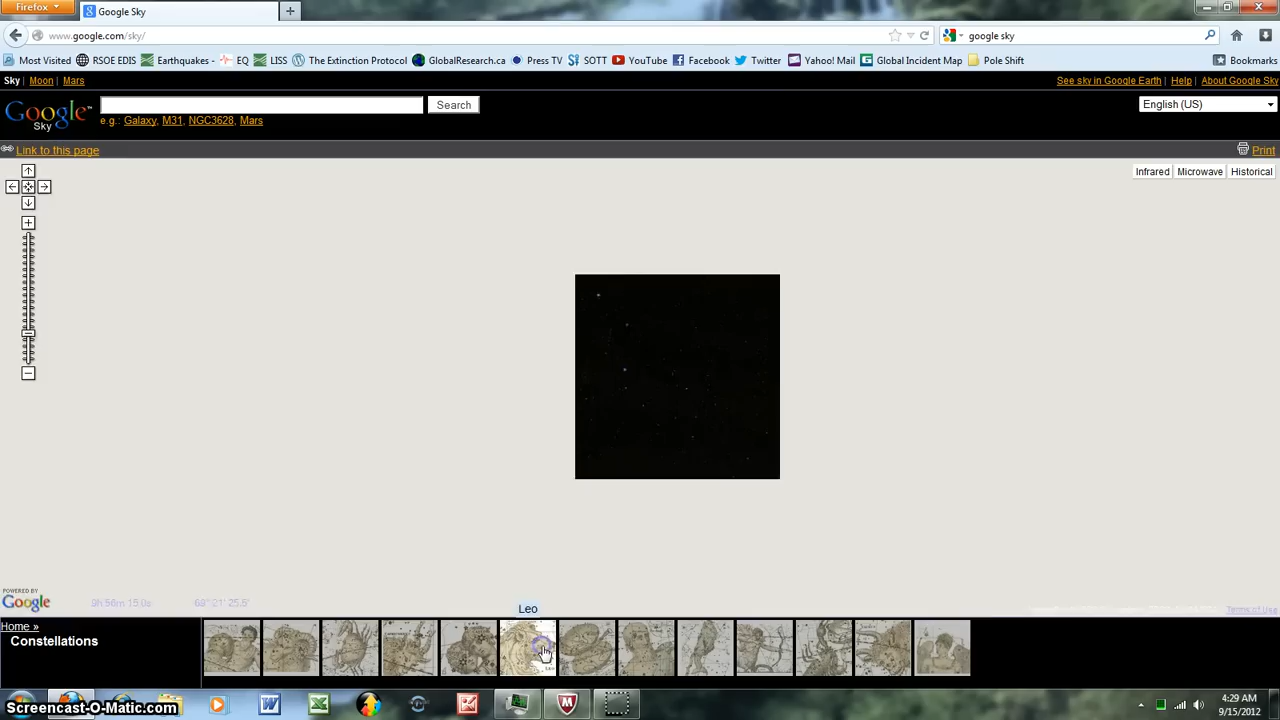 Firefox
Google Sky
www.google.com/sky/
google sky
Most Visited RSOE EDIS Earthquakes - EQ LISS The Extinction Protocol GlobalResearch.ca Press TV SOTT YouTube Facebook Twitter Yahoo! Mail Global Incident Map Pole Shift Bookmarks
Sky | Moon | Mars
See sky in Google Earth | Help | About Google Sky
Google™ Sky
Search
English (US)
e.g.: Galaxy, M31, NGC3628, Mars
Link to this page
Print
Infrared Microwave Historical
POWERED BY
Google
Terms of Use
Leo
Home »
Constellations
4:29 AM
Screencast-O-Matic.com
9/15/2012